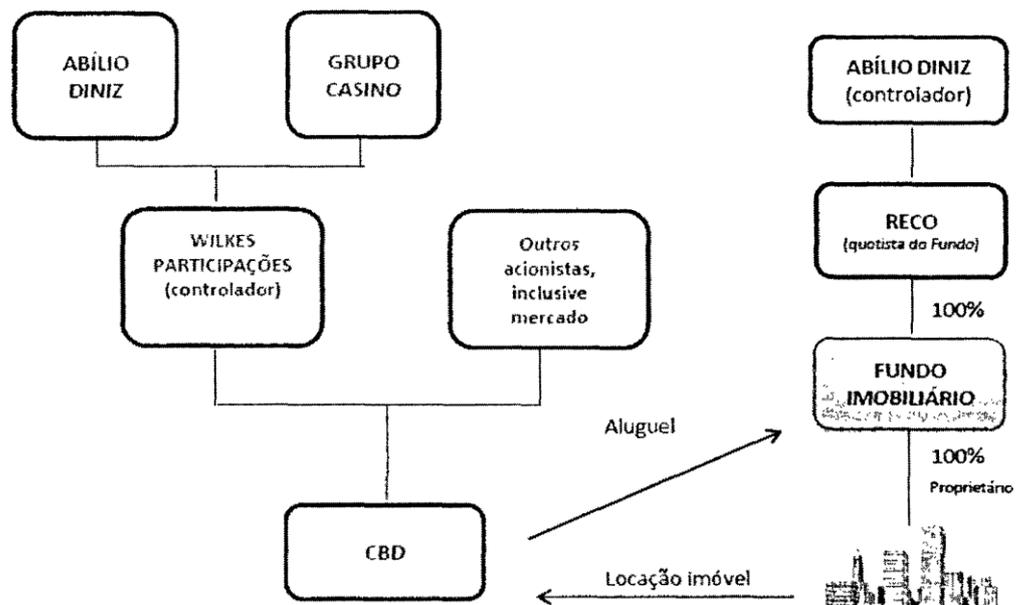 ABÍLIO
DINIZ
GRUPO
CASINO
ABÍLIO DINIZ
(controlador)
WILKES
PARTICIPAÇÕES
(controlador)
Outros
acionistas,
inclusive
mercado
RECO
(quotista do Fundo)
100%
FUNDO
IMOBILIÁRIO
Aluguel
100%
Proprietário
CBD
Locação imóvel